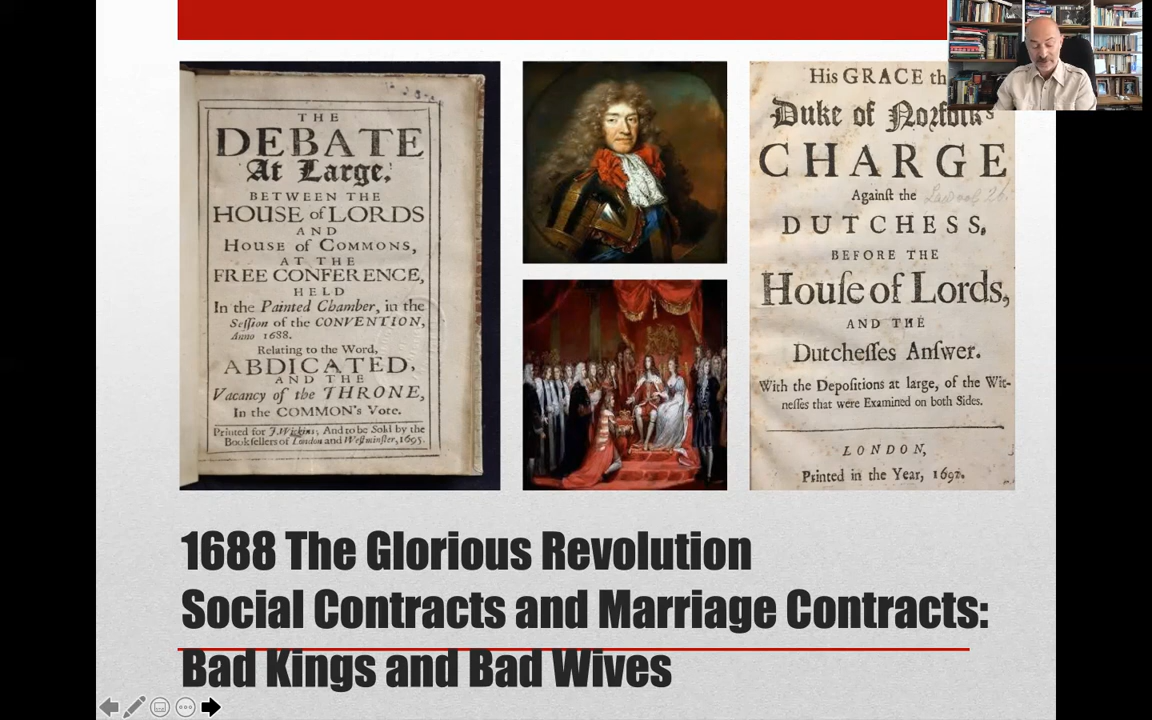 THE
DEBATE
At Large,
BETWEEN THE
HOUSE of LORDS
AND
HOUSE of COMMONS,
AT THE
FREE CONFERENCE,
HELD
In the Painted Chamber, in the
Seſſion of the CONVENTION,
Anno 1688.
Relating to the Word,
ABDICATED,
AND THE
Vacancy of the THRONE,
In the COMMON's Vote.
Printed for J. Wickins; And to be Sold by the
Bookſellers of London and Weſtminſter, 1695.
His GRACE th
Duke of Norfolk's
CHARGE
Againſt the
DUTCHESS,
BEFORE THE
Houſe of Lords,
AND THE
Dutcheſſes Anſwer.
With the Depoſitions at large, of the Wit-
neſſes that were Examined on both Sides.
LONDON,
Printed in the Year, 1692.
1688 The Glorious Revolution
Social Contracts and Marriage Contracts:
Bad Kings and Bad Wives